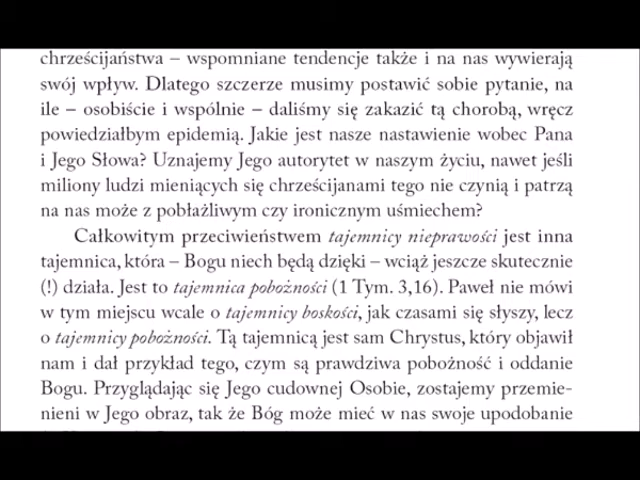 chrześcijaństwa – wspomniane tendencje także i na nas wywierają
swój wpływ. Dlatego szczerze musimy postawić sobie pytanie, na
ile – osobiście i wspólnie – daliśmy się zakazić tą chorobą, wręcz
powiedziałbym epidemią. Jakie jest nasze nastawienie wobec Pana
i Jego Słowa? Uznajemy Jego autorytet w naszym życiu, nawet jeśli
miliony ludzi mieniących się chrześcijanami tego nie czynią i patrzą
na nas może z pobłażliwym czy ironicznym uśmiechem?
Całkowitym przeciwieństwem tajemnicy nieprawości jest inna
tajemnica, która – Bogu niech będą dzięki – wciąż jeszcze skutecznie
(!) działa. Jest to tajemnica pobożności (1 Tym. 3,16). Paweł nie mówi
w tym miejscu wcale o tajemnicy boskości, jak czasami się słyszy, lecz
o tajemnicy pobożności. Tą tajemnicą jest sam Chrystus, który objawił
nam i dał przykład tego, czym są prawdziwa pobożność i oddanie
Bogu. Przyglądając się Jego cudownej Osobie, zostajemy przemie-
nieni w Jego obraz, tak że Bóg może mieć w nas swoje upodobanie